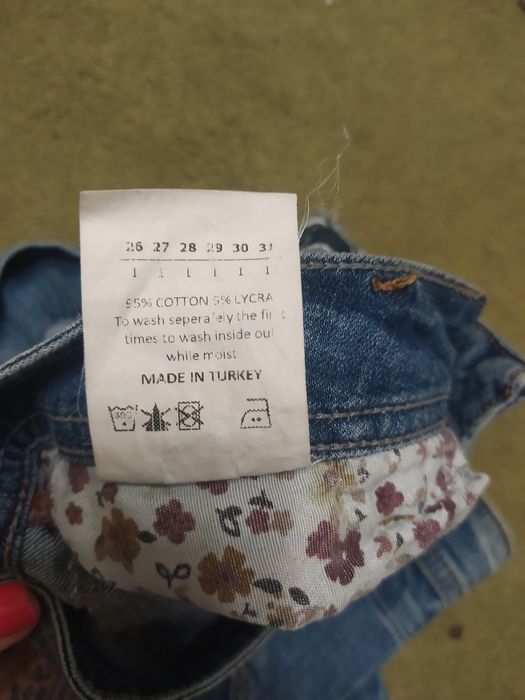 26 27 28 29 30 31
1 1 1 1 1 1
95% COTTON 5% LYCRA
To wash seperately the first
times to wash inside out
while moist
MADE IN TURKEY
30°